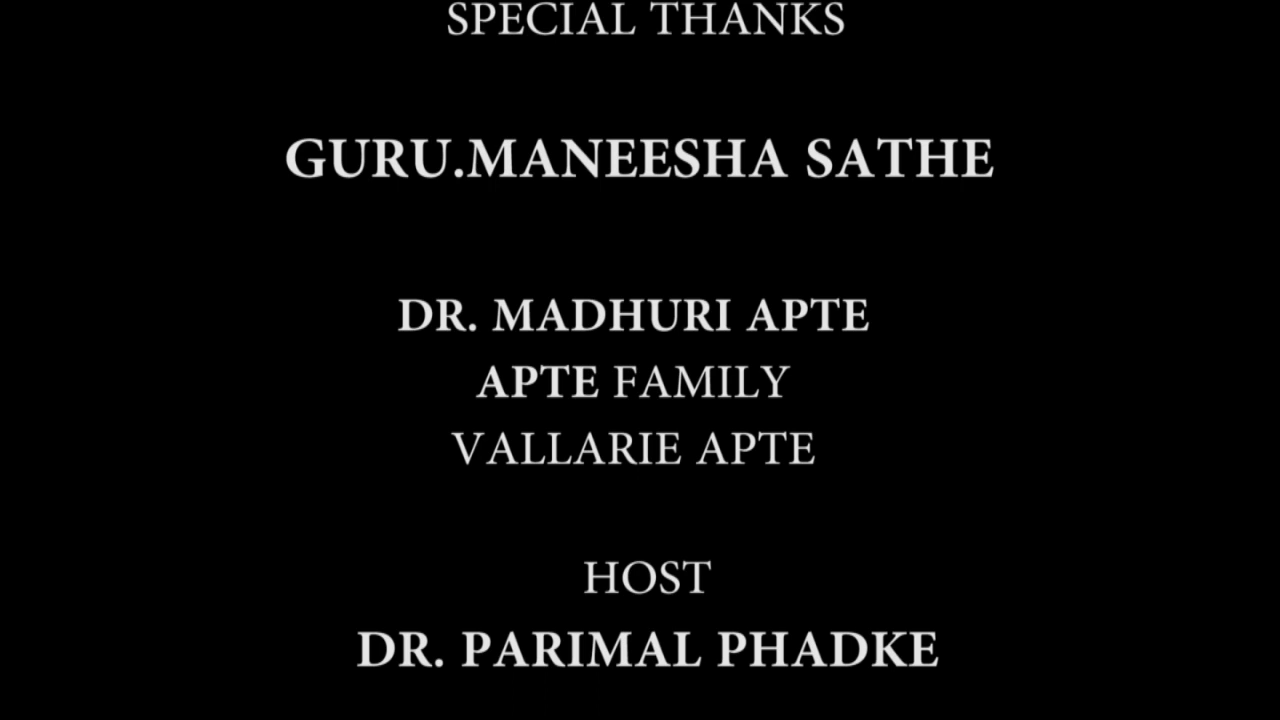 SPECIAL THANKS
GURU.MANEESHA SATHE
DR. MADHURI APTE
APTE FAMILY
VALLARIE APTE
HOST
DR. PARIMAL PHADKE